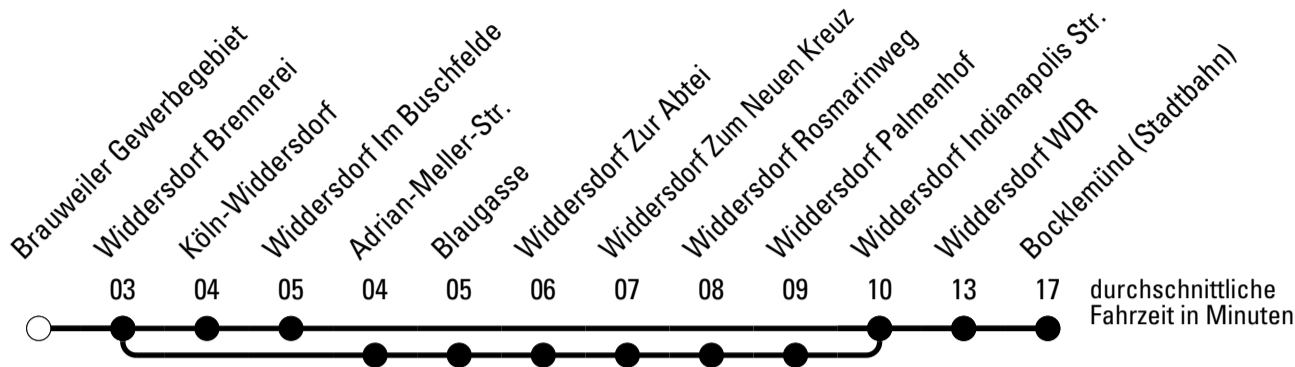 Brauweiler Gewerbegebiet
Widdersdorf Brennerei
Köln-Widdersdorf
Widdersdorf Im Buschfelde
Adrian-Meller-Str.
Blaugasse
Widdersdorf Zur Abtei
Widdersdorf Zum Neuen Kreuz
Widdersdorf Rosmarinweg
Widdersdorf Palmenhof
Widdersdorf Indianapolis Str.
Widdersdorf WDR
Bocklemünd (Stadtbahn)
03 04 05 04 05 06 07 08 09 10 13 17
durchschnittliche
Fahrzeit in Minuten